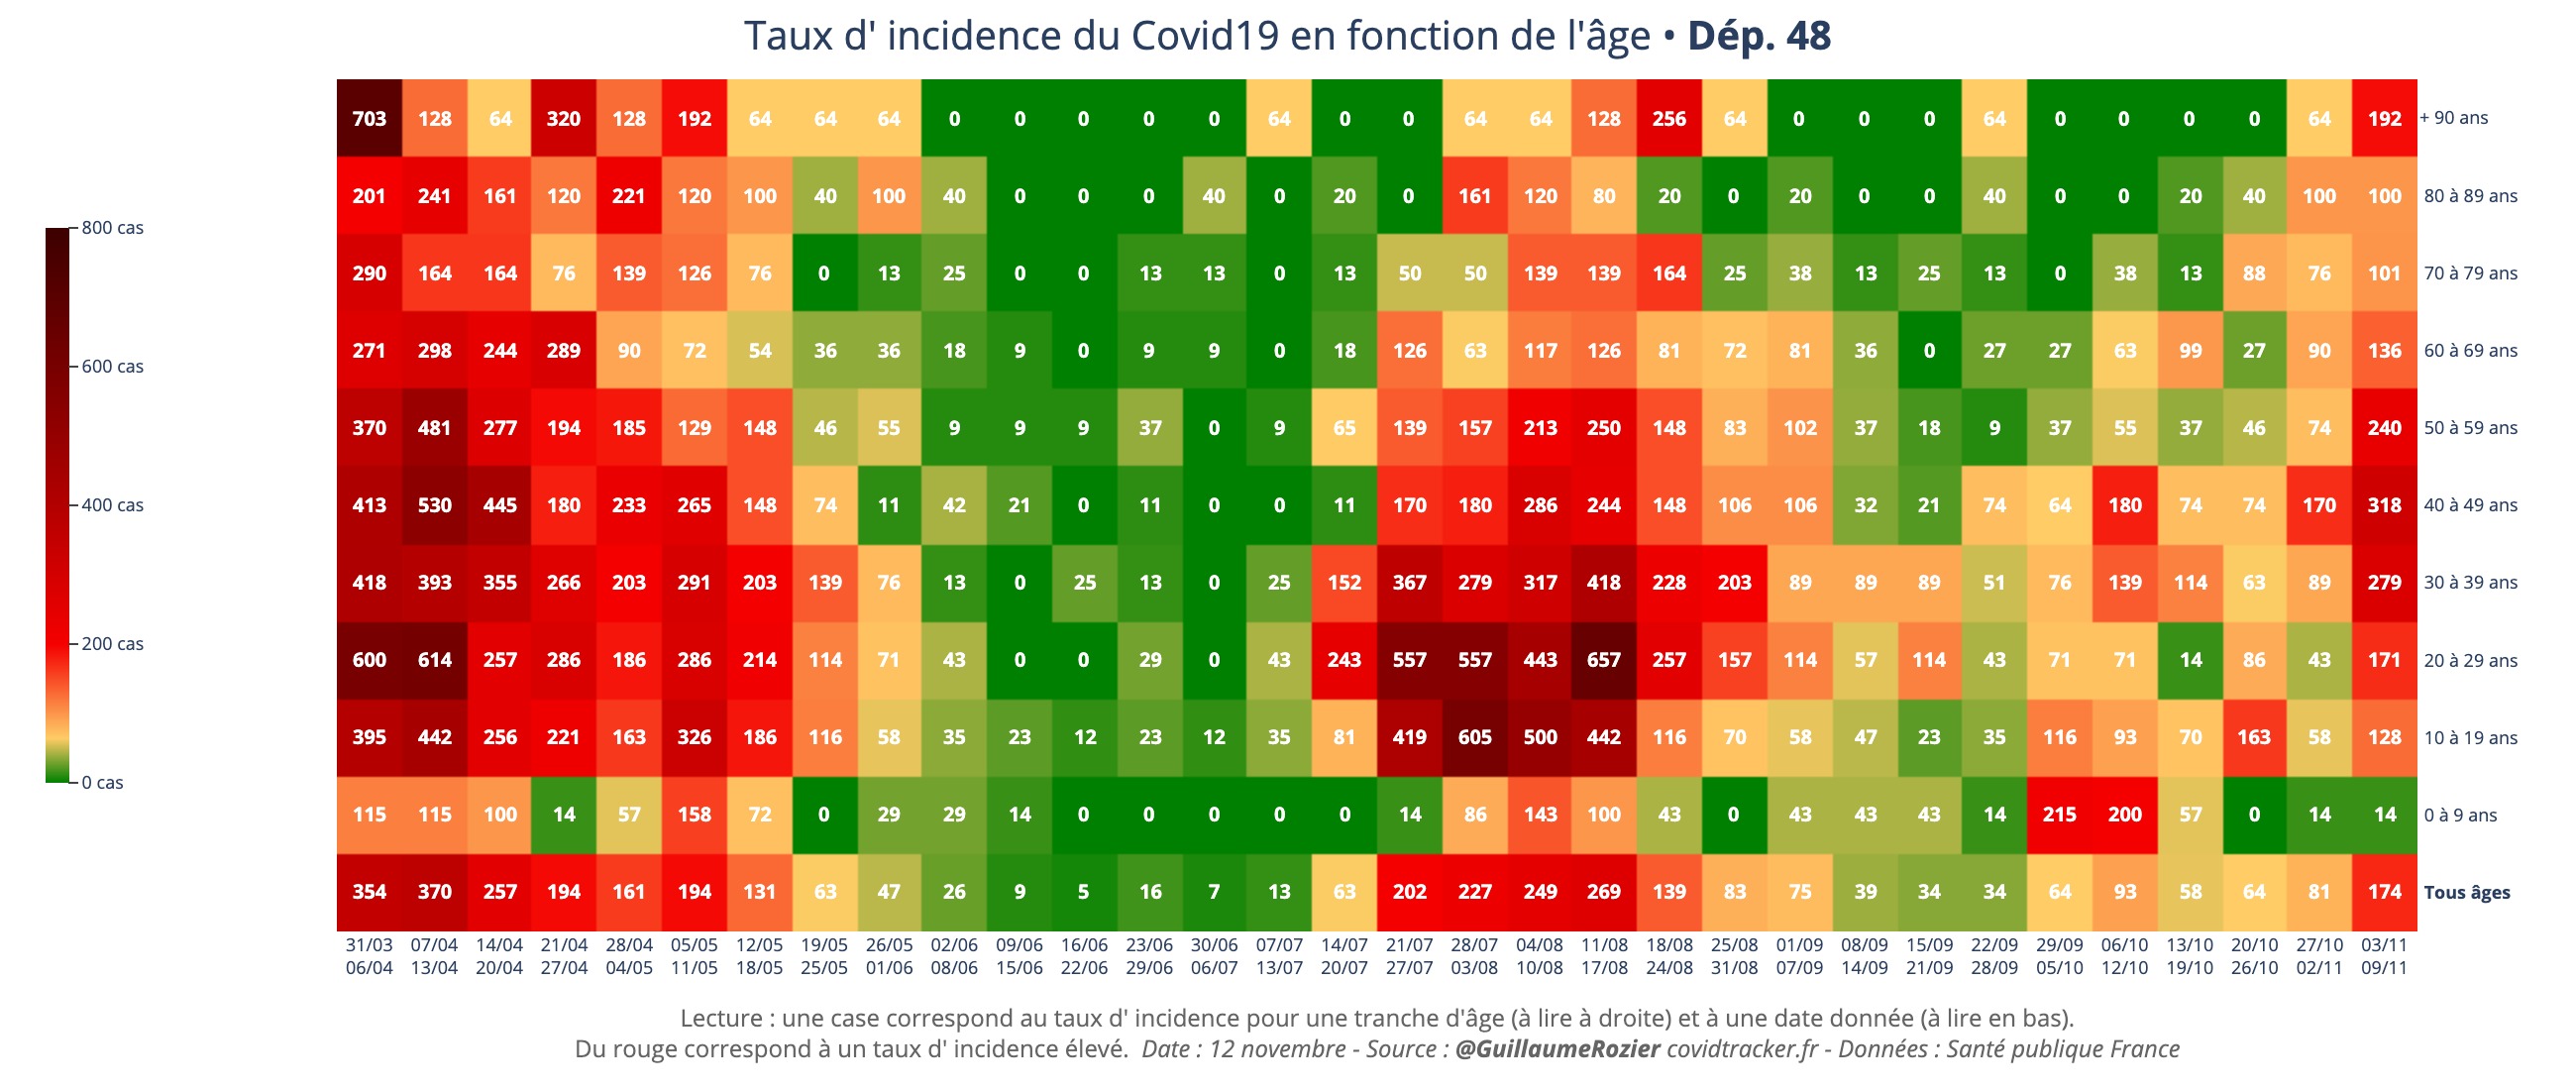 Taux d' incidence du Covid19 en fonction de l'âge • Dép. 48
703 128 64 320 128 192 64 64 64 0 0 0 0 0 64 0 0 64 64 128 256 64 0 0 0 64 0 0 0 0 64 192 + 90 ans
201 241 161 120 221 120 100 40 100 40 0 0 0 40 0 20 0 161 120 80 20 0 20 0 0 40 0 0 20 40 100 100 80 à 89 ans
290 164 164 76 139 126 76 0 13 25 0 0 13 13 0 13 50 50 139 139 164 25 38 13 25 13 0 38 13 88 76 101 70 à 79 ans
271 298 244 289 90 72 54 36 36 18 9 0 9 9 0 18 126 63 117 126 81 72 81 36 0 27 27 63 99 27 90 136 60 à 69 ans
370 481 277 194 185 129 148 46 55 9 9 9 37 0 9 65 139 157 213 250 148 83 102 37 18 9 37 55 37 46 74 240 50 à 59 ans
413 530 445 180 233 265 148 74 11 42 21 0 11 0 0 11 170 180 286 244 148 106 106 32 21 74 64 180 74 74 170 318 40 à 49 ans
418 393 355 266 203 291 203 139 76 13 0 25 13 0 25 152 367 279 317 418 228 203 89 89 89 51 76 139 114 63 89 279 30 à 39 ans
600 614 257 286 186 286 214 114 71 43 0 0 29 0 43 243 557 557 443 657 257 157 114 57 114 43 71 71 14 86 43 171 20 à 29 ans
395 442 256 221 163 326 186 116 58 35 23 12 23 12 35 81 419 605 500 442 116 70 58 47 23 35 116 93 70 163 58 128 10 à 19 ans
115 115 100 14 57 158 72 0 29 29 14 0 0 0 0 0 14 86 143 100 43 0 43 43 43 14 215 200 57 0 14 14 0 à 9 ans
354 370 257 194 161 194 131 63 47 26 9 5 16 7 13 63 202 227 249 269 139 83 75 39 34 34 64 93 58 64 81 174 Tous âges
31/03 07/04 14/04 21/04 28/04 05/05 12/05 19/05 26/05 02/06 09/06 16/06 23/06 30/06 07/07 14/07 21/07 28/07 04/08 11/08 18/08 25/08 01/09 08/09 15/09 22/09 29/09 06/10 13/10 20/10 27/10 03/11
06/04 13/04 20/04 27/04 04/05 11/05 18/05 25/05 01/06 08/06 15/06 22/06 29/06 06/07 13/07 20/07 27/07 03/08 10/08 17/08 24/08 31/08 07/09 14/09 21/09 28/09 05/10 12/10 19/10 26/10 02/11 09/11
800 cas
600 cas
400 cas
200 cas
0 cas
Lecture : une case correspond au taux d' incidence pour une tranche d'âge (à lire à droite) et à une date donnée (à lire en bas).
Du rouge correspond à un taux d' incidence élevé. Date : 12 novembre - Source : @GuillaumeRozier covidtracker.fr - Données : Santé publique France